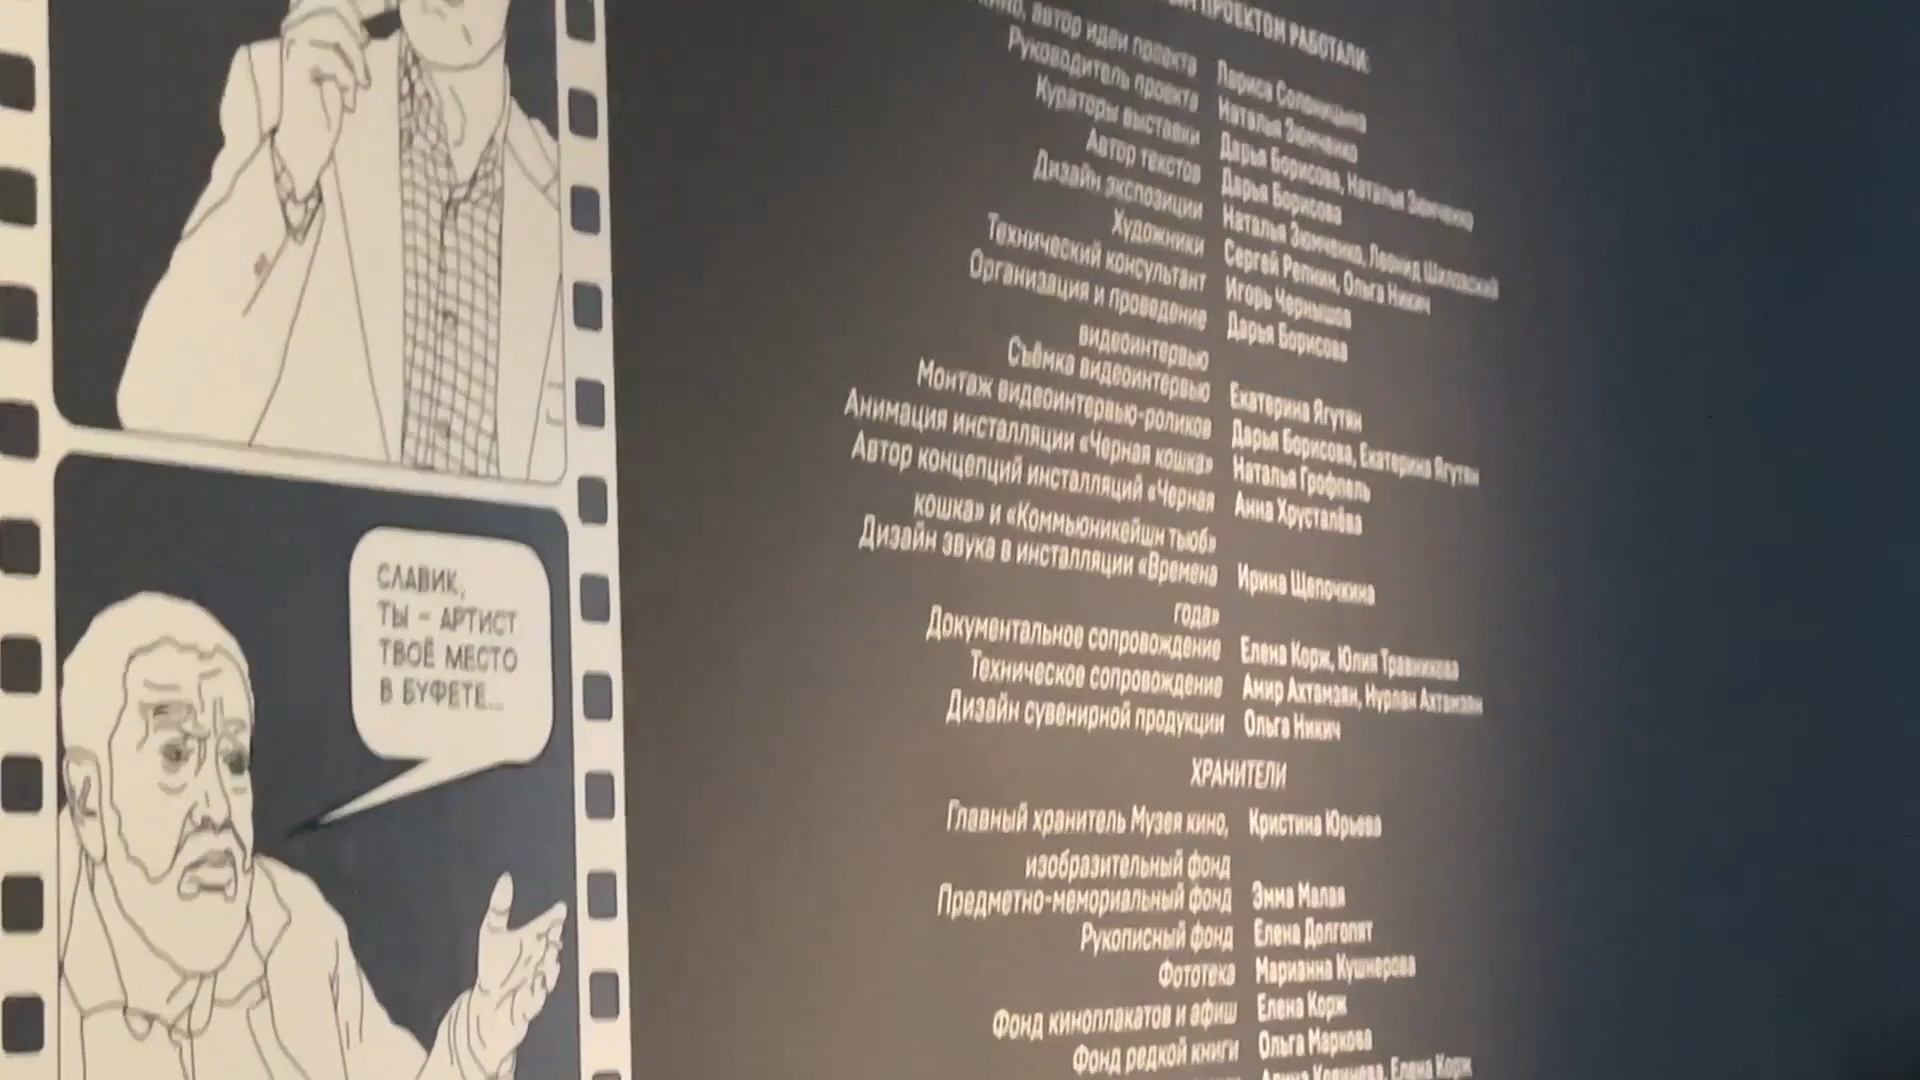 СЛАВИК,
ТЫ – АРТИСТ
ТВОЁ МЕСТО
В БУФЕТЕ...
ПРОЕКТОМ РАБОТАЛИ:
автор идеи проекта Лариса Солоницына
Руководитель проекта Наталья Зюмченко
Кураторы выставки Дарья Борисова, Наталья Зюмченко
Автор текстов Дарья Борисова
Дизайн экспозиции Наталья Зюмченко, Леонид Шиловский
Художники Сергей Репкин, Ольга Никич
Технический консультант Игорь Чернышов
Организация и проведение Дарья Борисова
видеоинтервью
Съёмка видеоинтервью Екатерина Ягутян
Монтаж видеоинтервью-роликов Дарья Борисова, Екатерина Ягутян
Анимация инсталляции «Черная кошка» Наталья Грофпель
Автор концепций инсталляций «Черная Анна Хрусталёва
кошка» и «Коммьюникейшн тьюб»
Дизайн звука в инсталляции «Времена Ирина Щепочкина
года»
Документальное сопровождение Елена Корж, Юлия Травникова
Техническое сопровождение Амир Ахтамзян, Нурлан Ахтамзян
Дизайн сувенирной продукции Ольга Никич
ХРАНИТЕЛИ
Главный хранитель Музея кино, Кристина Юрьева
изобразительный фонд
Предметно-мемориальный фонд Эмма Малая
Рукописный фонд Елена Долгопят
Фототека Марианна Кушнерова
Фонд киноплакатов и афиш Елена Корж
Фонд редкой книги Ольга Маркова
Елена Корж